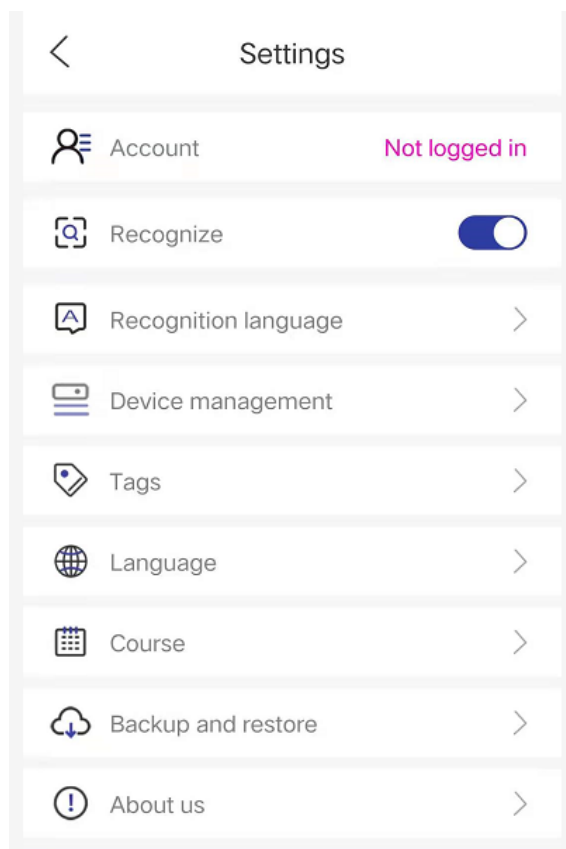 Settings
Account Not logged in
Recognize
Recognition language
Device management
Tags
Language
Course
Backup and restore
About us